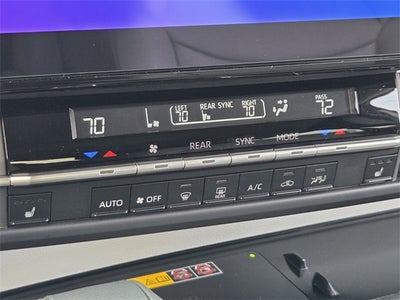 PASS
LEFT REAR SYNC RIGHT
70 70 70 72
REAR SYNC MODE
AUTO OFF REAR A/C